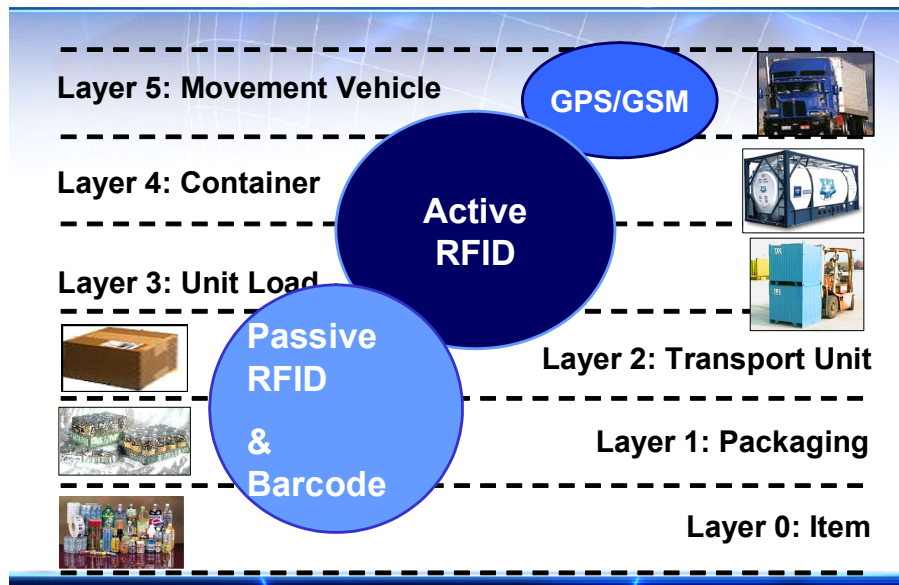 Layer 5: Movement Vehicle
GPS/GSM
Layer 4: Container
Active
RFID
Layer 3: Unit Load
Passive
RFID
&
Barcode
Layer 2: Transport Unit
Layer 1: Packaging
Layer 0: Item